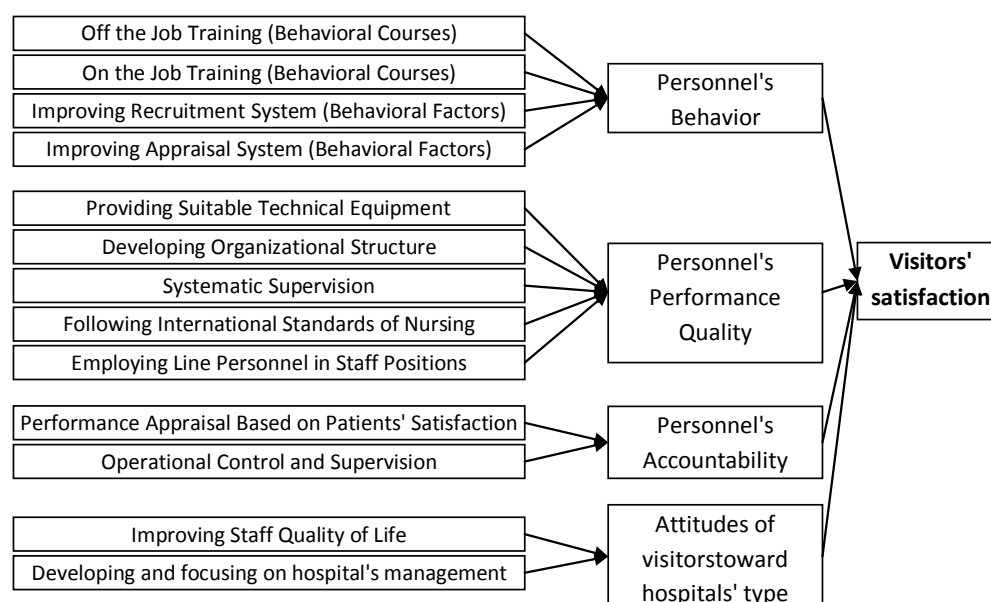 Off the Job Training (Behavioral Courses)
On the Job Training (Behavioral Courses)
Improving Recruitment System (Behavioral Factors)
Improving Appraisal System (Behavioral Factors)
Personnel's
Behavior
Providing Suitable Technical Equipment
Developing Organizational Structure
Systematic Supervision
Following International Standards of Nursing
Employing Line Personnel in Staff Positions
Personnel's
Performance
Quality
Performance Appraisal Based on Patients' Satisfaction
Operational Control and Supervision
Personnel's
Accountability
Improving Staff Quality of Life
Developing and focusing on hospital's management
Attitudes of
visitorstoward
hospitals' type
Visitors'
satisfaction